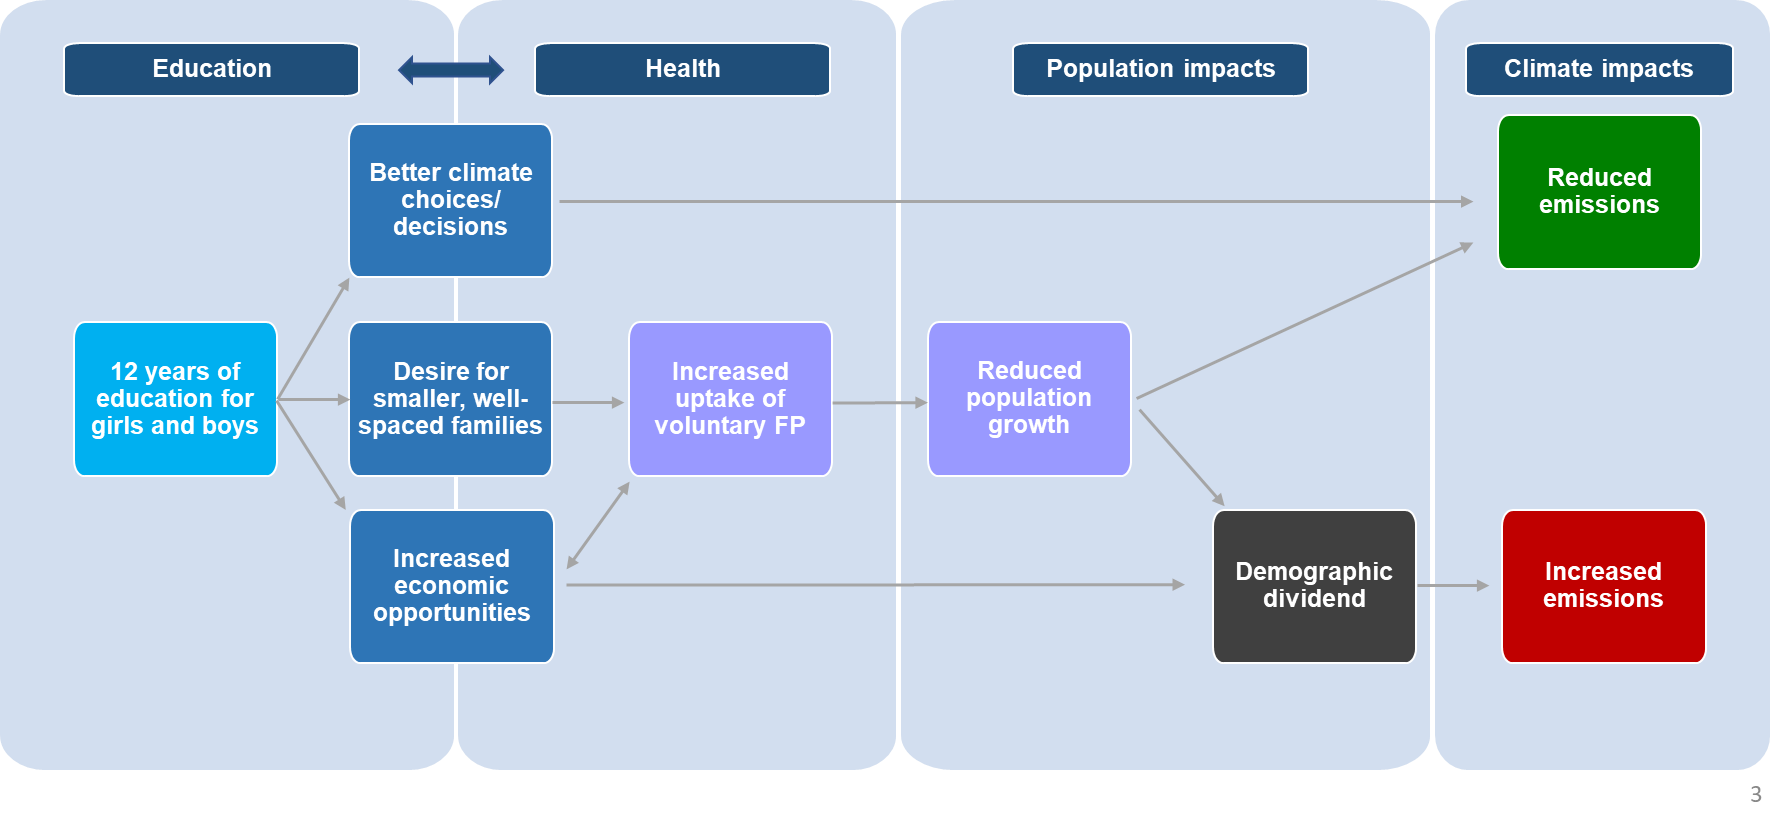 Education
Health
Population impacts
Climate impacts
Better climate
choices/
decisions
Reduced
emissions
12 years of
education for
girls and boys
Desire for
smaller, well-
spaced families
Increased
uptake of
voluntary FP
Reduced
population
growth
Increased
economic
opportunities
Demographic
dividend
Increased
emissions
3